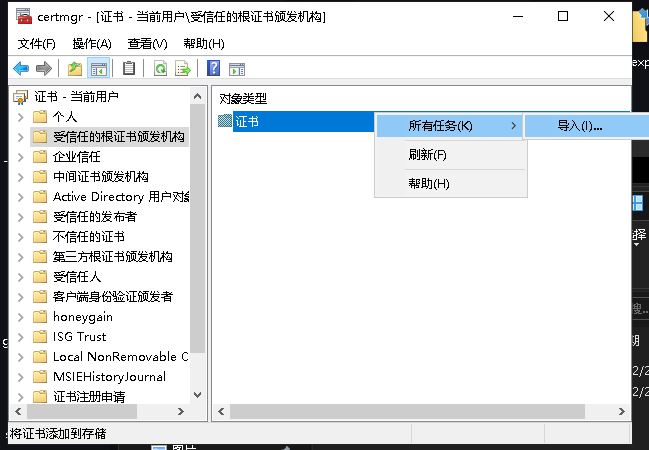 certmgr - [证书 - 当前用户\受信任的根证书颁发机构]
文件(F) 操作(A) 查看(V) 帮助(H)
证书 - 当前用户
个人
受信任的根证书颁发机构
企业信任
中间证书颁发机构
Active Directory 用户对象
受信任的发布者
不信任的证书
第三方根证书颁发机构
受信任人
客户端身份验证颁发者
honeygain
ISG Trust
Local NonRemovable C
MSIEHistoryJournal
证书注册申请
对象类型
证书
所有任务(K)
刷新(F)
帮助(H)
导入(I)...
将证书添加到存储
exp
择
搜...
期
2/2
2/2
图片